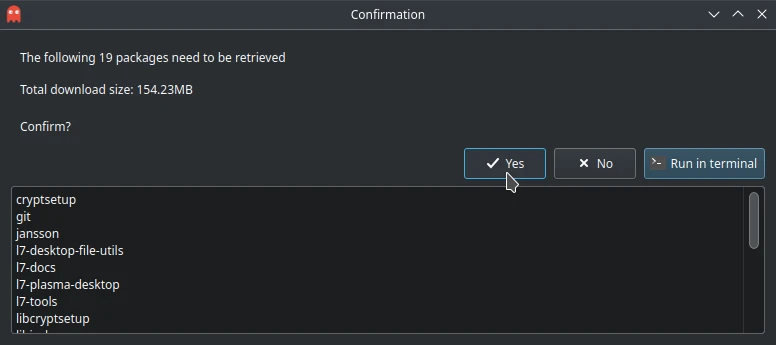 Confirmation
The following 19 packages need to be retrieved
Total download size: 154.23MB
Confirm?
Yes
No
Run in terminal
cryptsetup
git
jansson
l7-desktop-file-utils
l7-docs
l7-plasma-desktop
l7-tools
libcryptsetup